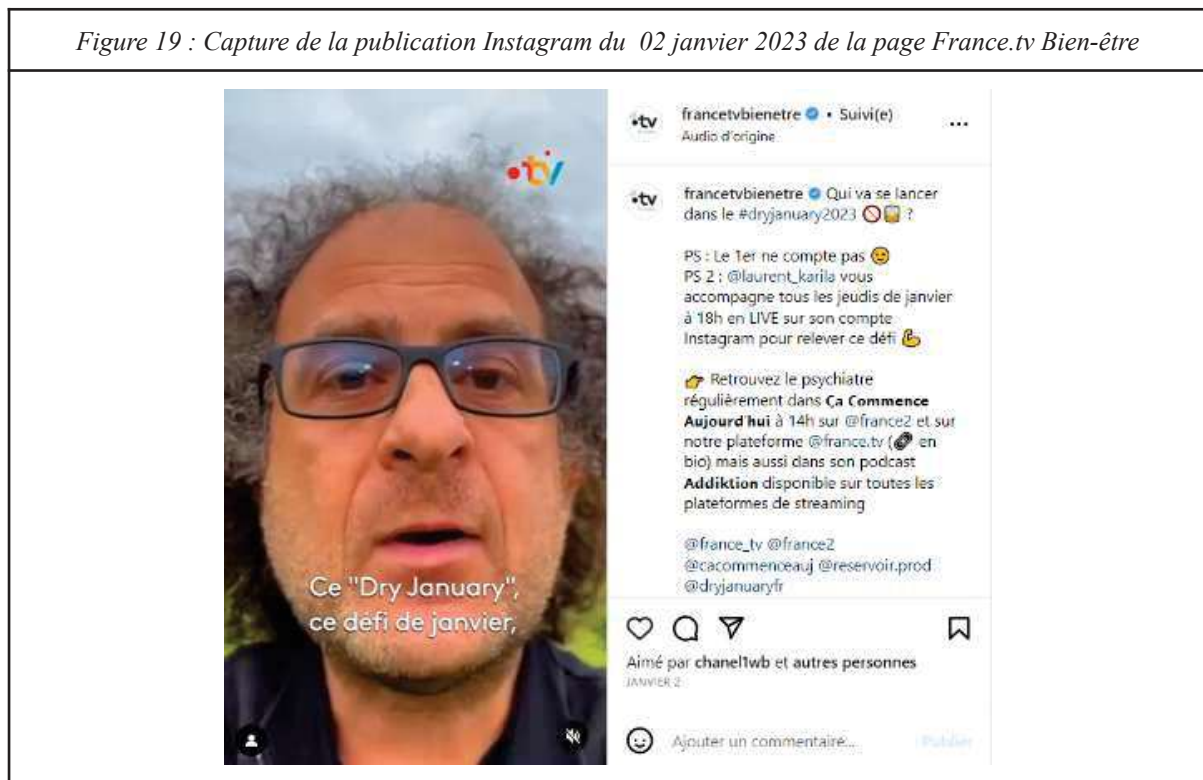 Figure 19 : Capture de la publication Instagram du 02 janvier 2023 de la page France.tv Bien-être
•tv
Ce "Dry January",
ce défi de janvier,
•tv
francetvbienetre • Suivi(e)
Audio d'origine
•tv
francetvbienetre Qui va se lancer
dans le #dryjanuary2023 🚫🥃 ?
PS : Le 1er ne compte pas 😉
PS 2 : @laurent_karila vous
accompagne tous les jeudis de janvier
à 18h en LIVE sur son compte
Instagram pour relever ce défi 💪
👉 Retrouvez le psychiatre
régulièrement dans Ça Commence
Aujourd'hui à 14h sur @france2 et sur
notre plateforme @france.tv (🔗 en
bio) mais aussi dans son podcast
Addiktion disponible sur toutes les
plateformes de streaming
@france_tv @france2
@cacommenceauj @reservoir.prod
@dryjanuaryfr
Aimé par chanel1wb et autres personnes
JANVIER 2
Ajouter un commentaire...
Publier